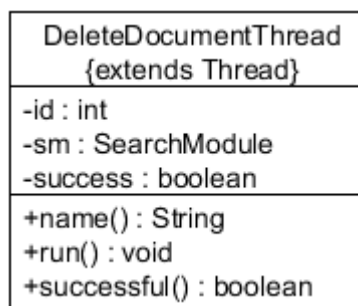 DeleteDocumentThread
{extends Thread}
-id : int
-sm : SearchModule
-success : boolean
+name() : String
+run() : void
+successful() : boolean